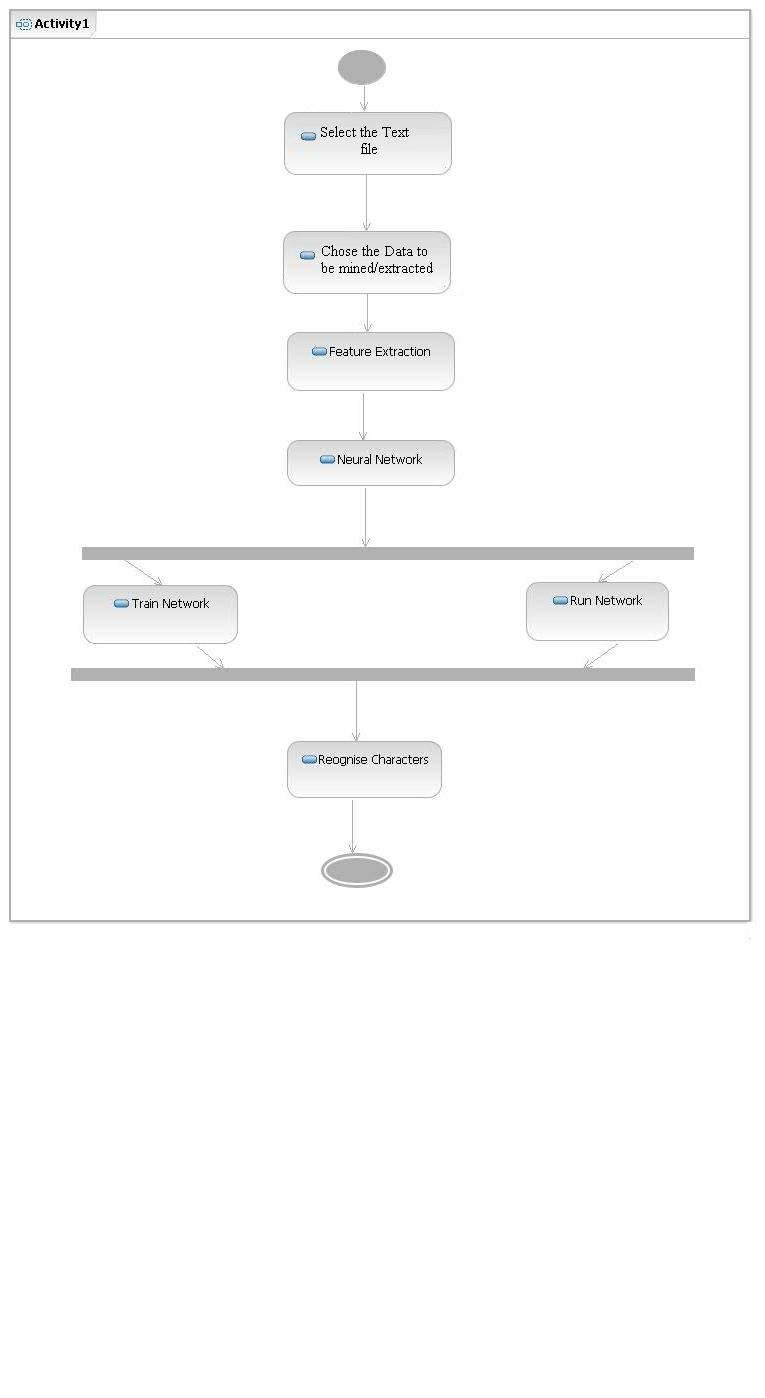 Activity1
Select the Text
file
Chose the Data to
be mined/extracted
Feature Extraction
Neural Network
Train Network
Run Network
Reognise Characters